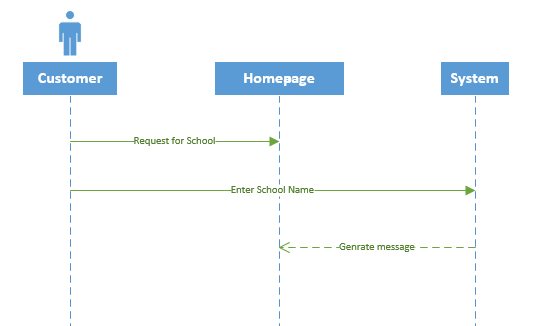 Customer
Homepage
System
Request for School
Enter School Name
Genrate message